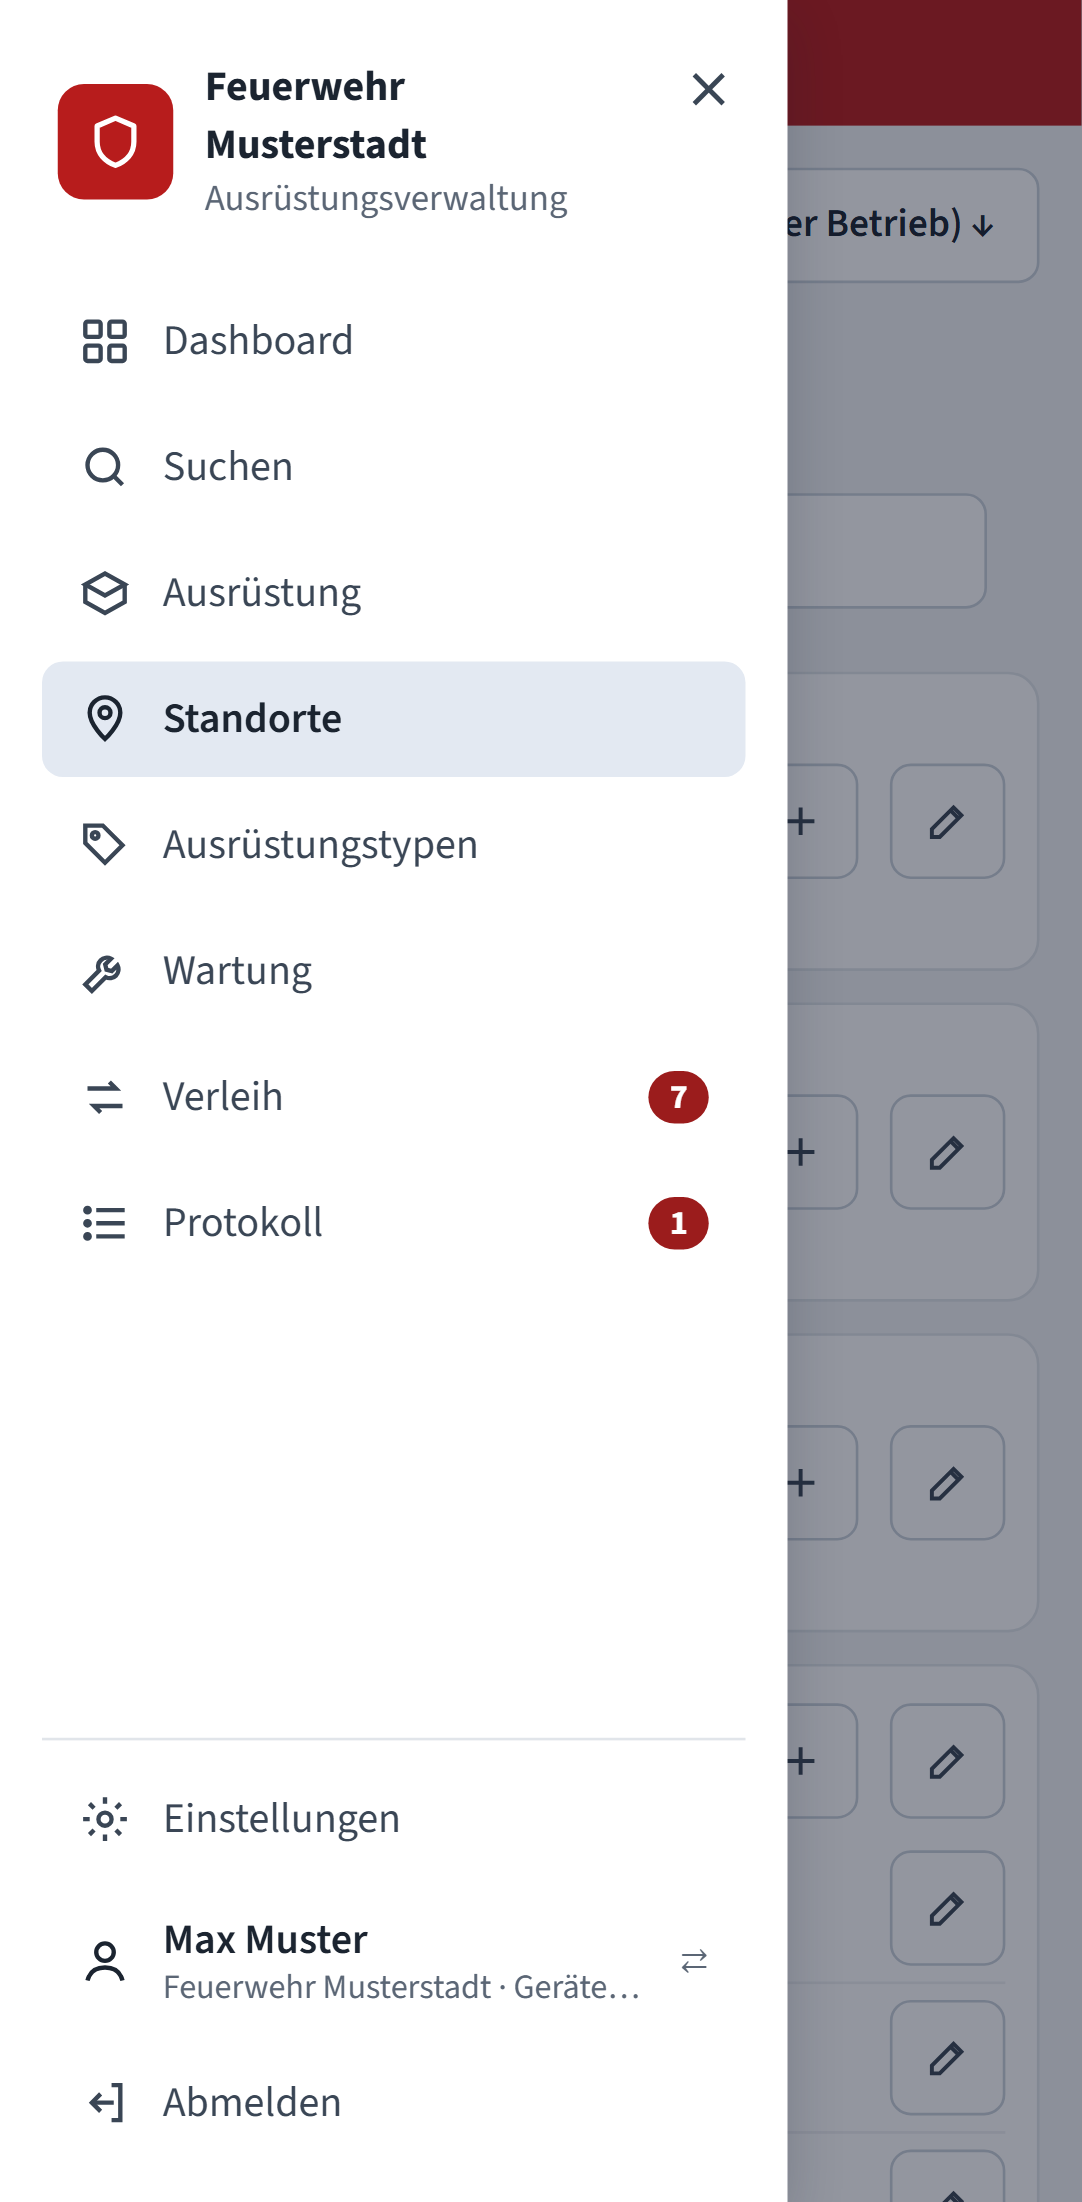 Feuerwehr
Musterstadt
Ausrüstungsverwaltung
er Betrieb) ↓
Dashboard
Suchen
Ausrüstung
Standorte
Ausrüstungstypen
Wartung
Verleih 7
Protokoll 1
Einstellungen
Max Muster
Feuerwehr Musterstadt · Geräte…
Abmelden